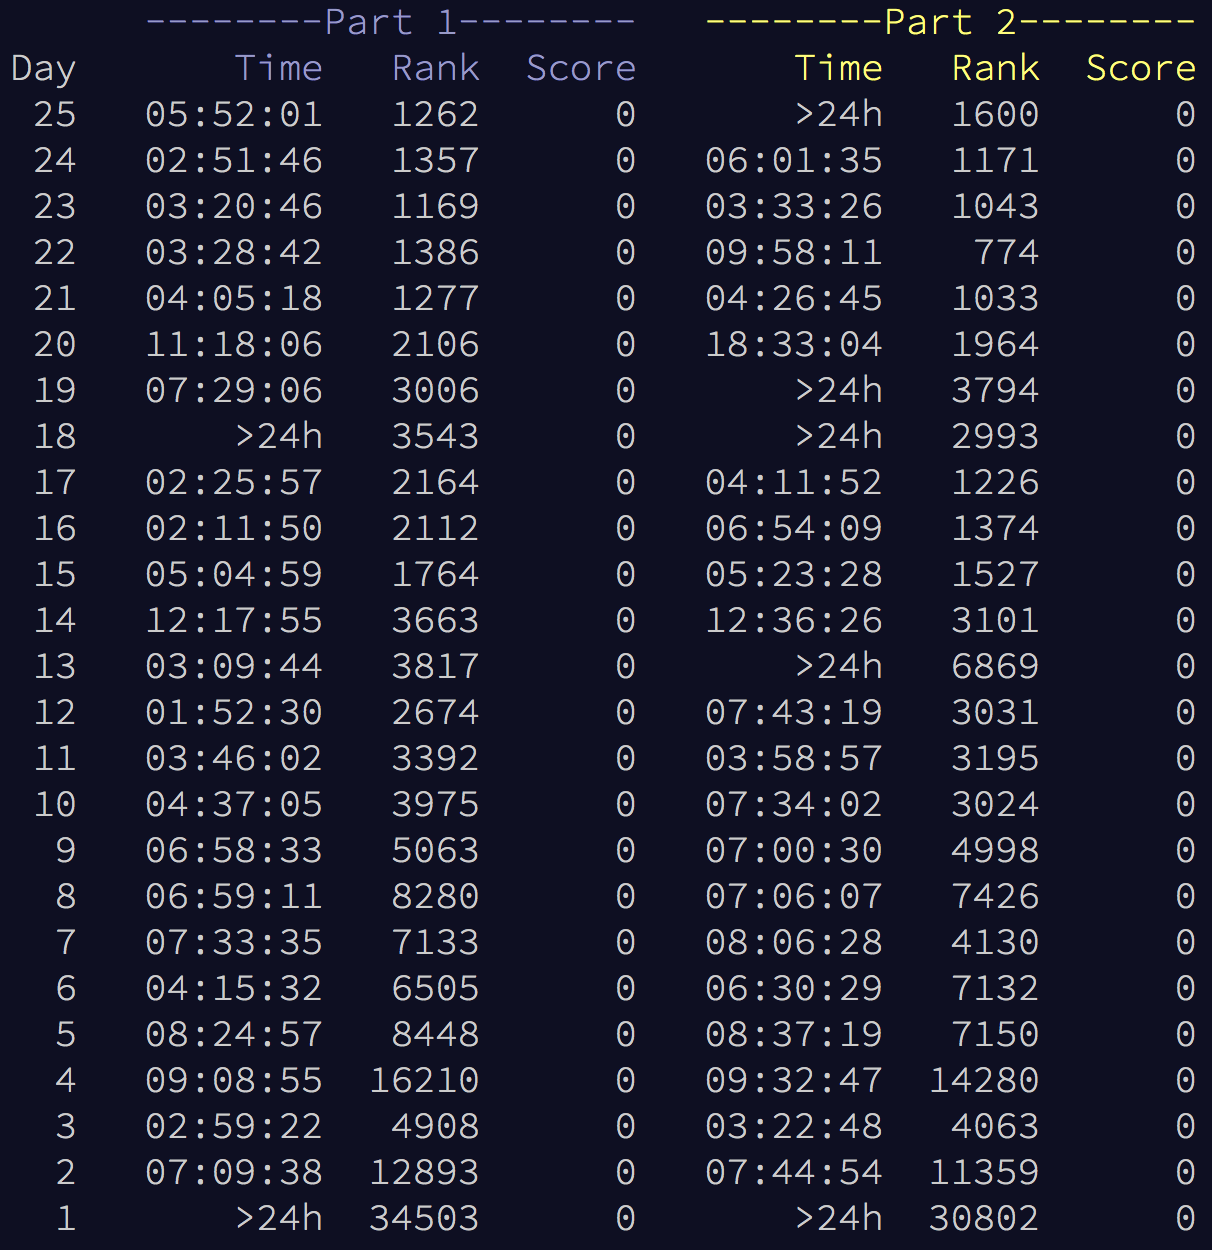 --------Part 1-------- --------Part 2--------
Day Time Rank Score Time Rank Score
25 05:52:01 1262 0 >24h 1600 0
24 02:51:46 1357 0 06:01:35 1171 0
23 03:20:46 1169 0 03:33:26 1043 0
22 03:28:42 1386 0 09:58:11 774 0
21 04:05:18 1277 0 04:26:45 1033 0
20 11:18:06 2106 0 18:33:04 1964 0
19 07:29:06 3006 0 >24h 3794 0
18 >24h 3543 0 >24h 2993 0
17 02:25:57 2164 0 04:11:52 1226 0
16 02:11:50 2112 0 06:54:09 1374 0
15 05:04:59 1764 0 05:23:28 1527 0
14 12:17:55 3663 0 12:36:26 3101 0
13 03:09:44 3817 0 >24h 6869 0
12 01:52:30 2674 0 07:43:19 3031 0
11 03:46:02 3392 0 03:58:57 3195 0
10 04:37:05 3975 0 07:34:02 3024 0
9 06:58:33 5063 0 07:00:30 4998 0
8 06:59:11 8280 0 07:06:07 7426 0
7 07:33:35 7133 0 08:06:28 4130 0
6 04:15:32 6505 0 06:30:29 7132 0
5 08:24:57 8448 0 08:37:19 7150 0
4 09:08:55 16210 0 09:32:47 14280 0
3 02:59:22 4908 0 03:22:48 4063 0
2 07:09:38 12893 0 07:44:54 11359 0
1 >24h 34503 0 >24h 30802 0